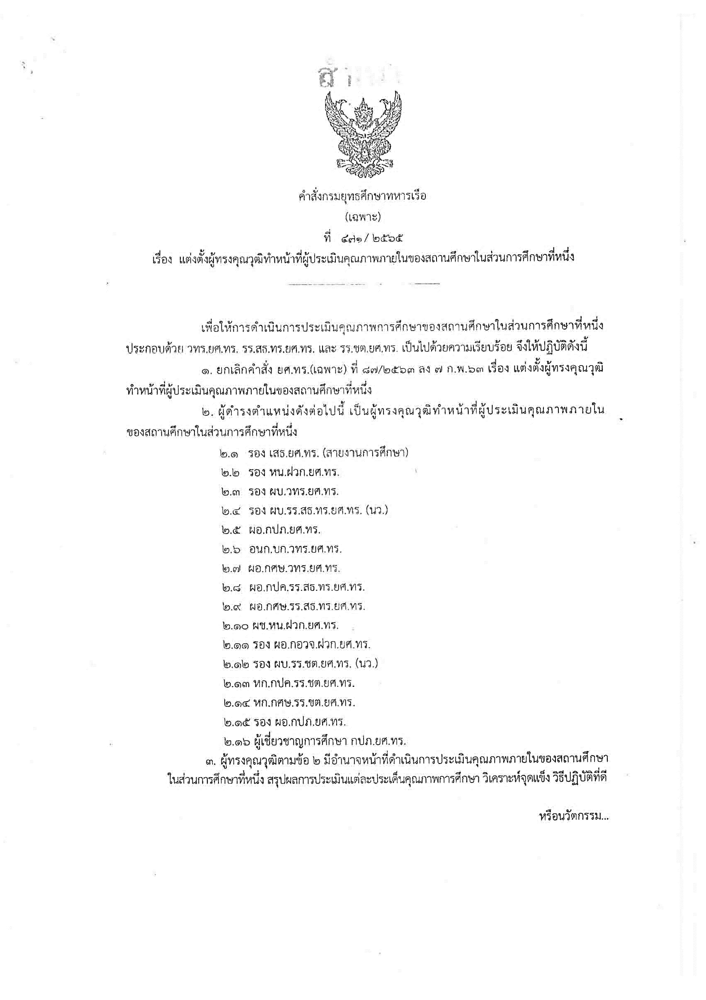 คำสั่งกรมยุทธศึกษาทหารเรือ
(เฉพาะ)
ที่ ๔๗๑/๒๕๖๕
เรื่อง แต่งตั้งผู้ทรงคุณวุฒิทำหน้าที่ผู้ประเมินคุณภาพภายในของสถานศึกษาในส่วนการศึกษาที่หนึ่ง
เพื่อให้การดำเนินการประเมินคุณภาพการศึกษาของสถานศึกษาในส่วนการศึกษาที่หนึ่ง
ประกอบด้วย วทร.ยศ.ทร. รร.สธ.ทร.ยศ.ทร. และ รร.ชต.ยศ.ทร. เป็นไปด้วยความเรียบร้อย จึงให้ปฏิบัติดังนี้
๑. ยกเลิกคำสั่ง ยศ.ทร.(เฉพาะ) ที่ ๘๗/๒๕๖๓ ลง ๗ ก.พ.๖๓ เรื่อง แต่งตั้งผู้ทรงคุณวุฒิ
ทำหน้าที่ผู้ประเมินคุณภาพภายในของสถานศึกษาที่หนึ่ง
๒. ผู้ดำรงตำแหน่งดังต่อไปนี้ เป็นผู้ทรงคุณวุฒิทำหน้าที่ผู้ประเมินคุณภาพภายใน
ของสถานศึกษาในส่วนการศึกษาที่หนึ่ง
๒.๑ รอง เสธ.ยศ.ทร. (สายงานการศึกษา)
๒.๒ รอง หน.ฝวก.ยศ.ทร.
๒.๓ รอง ผบ.วทร.ยศ.ทร.
๒.๔ รอง ผบ.รร.สธ.ทร.ยศ.ทร. (นว.)
๒.๕ ผอ.กปภ.ยศ.ทร.
๒.๖ อนก.บก.วทร.ยศ.ทร.
๒.๗ ผอ.กศษ.วทร.ยศ.ทร.
๒.๘ ผอ.กปค.รร.สธ.ทร.ยศ.ทร.
๒.๙ ผอ.กศษ.รร.สธ.ทร.ยศ.ทร.
๒.๑๐ ผช.หน.ฝวก.ยศ.ทร.
๒.๑๑ รอง ผอ.กอวจ.ฝวก.ยศ.ทร.
๒.๑๒ รอง ผบ.รร.ชต.ยศ.ทร. (นว.)
๒.๑๓ หก.กปค.รร.ชต.ยศ.ทร.
๒.๑๔ หก.กศษ.รร.ชต.ยศ.ทร.
๒.๑๕ รอง ผอ.กปภ.ยศ.ทร.
๒.๑๖ ผู้เชี่ยวชาญการศึกษา กปภ.ยศ.ทร.
๓. ผู้ทรงคุณวุฒิตามข้อ ๒ มีอำนาจหน้าที่ดำเนินการประเมินคุณภาพภายในของสถานศึกษา
ในส่วนการศึกษาที่หนึ่ง สรุปผลการประเมินแต่ละประเด็นคุณภาพการศึกษา วิเคราะห์จุดแข็ง วิธีปฏิบัติที่ดี
หรือนวัตกรรม...